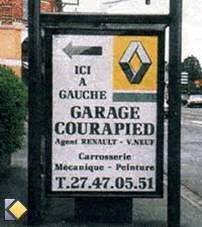 ICI
A
GAUCHE
GARAGE
COURAPIED
Agent RENAULT - V.NEUF
Carrosserie
Mécanique - Peinture
T.27.47.05.51